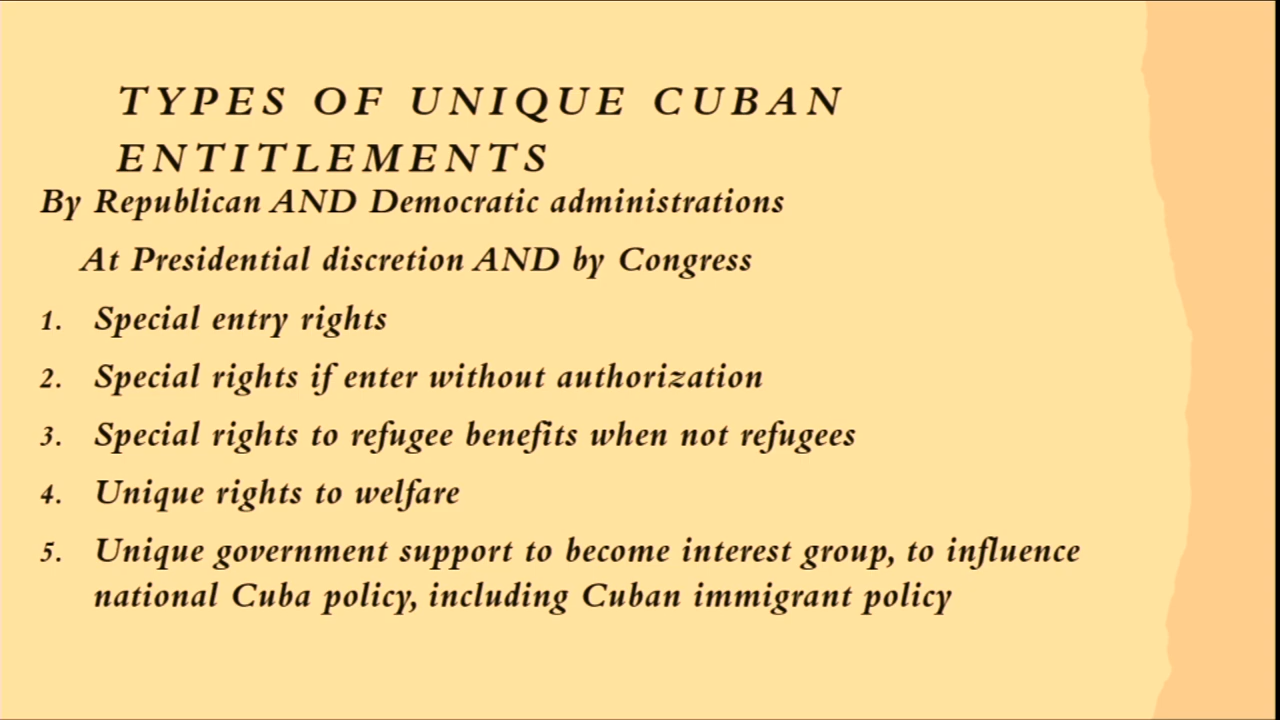 TYPES OF UNIQUE CUBAN
ENTITLEMENTS
By Republican AND Democratic administrations
At Presidential discretion AND by Congress
1. Special entry rights
2. Special rights if enter without authorization
3. Special rights to refugee benefits when not refugees
4. Unique rights to welfare
5. Unique government support to become interest group, to influence
national Cuba policy, including Cuban immigrant policy